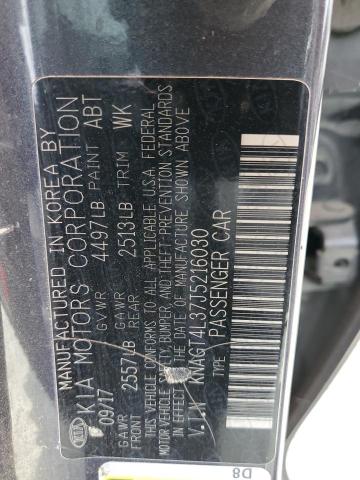 MANUFACTURED IN KOREA BY
KIA MOTORS CORPORATION
09/17 GVWR 4497LB PAINT ABT
GAWR FRONT 2557LB GAWR REAR 2513LB TRIM WK
THIS VEHICLE CONFORMS TO ALL APPLICABLE U.S.A. FEDERAL
MOTOR VEHICLE SAFETY, BUMPER AND THEFT PREVENTION STANDARDS
IN EFFECT ON THE DATE OF MANUFACTURE SHOWN ABOVE
V.I.N KNAGT4L37J5216030
TYPE : PASSENGER CAR
D8